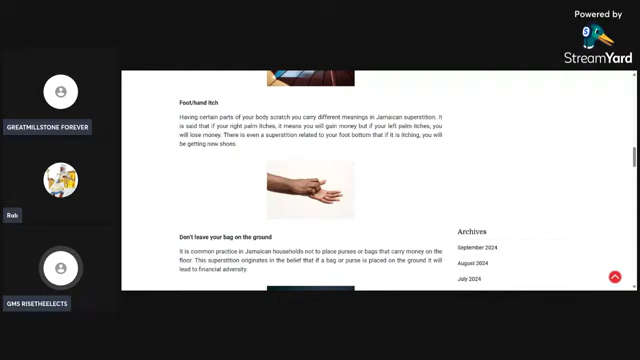 Powered by
S
StreamYard
GREATMILLSTONE FOREVER
Ralı
GMS RISETHEELECTS
Foot/hand itch
Having certain parts of your body scratch you carry different meanings in Jamaican superstition. It
is said that if your right palm itches, it means you will gain money but if your left palm itches, you
will lose money. There is even a superstition related to your foot bottom that if it is itching, you will
be getting new shoes.
Don't leave your bag on the ground
It is common practice in Jamaican households not to place purses or bags that carry money on the
floor. This superstition originates in the belief that if a bag or purse is placed on the ground it will
lead to financial adversity.
Archives
September 2024
August 2024
July 2024